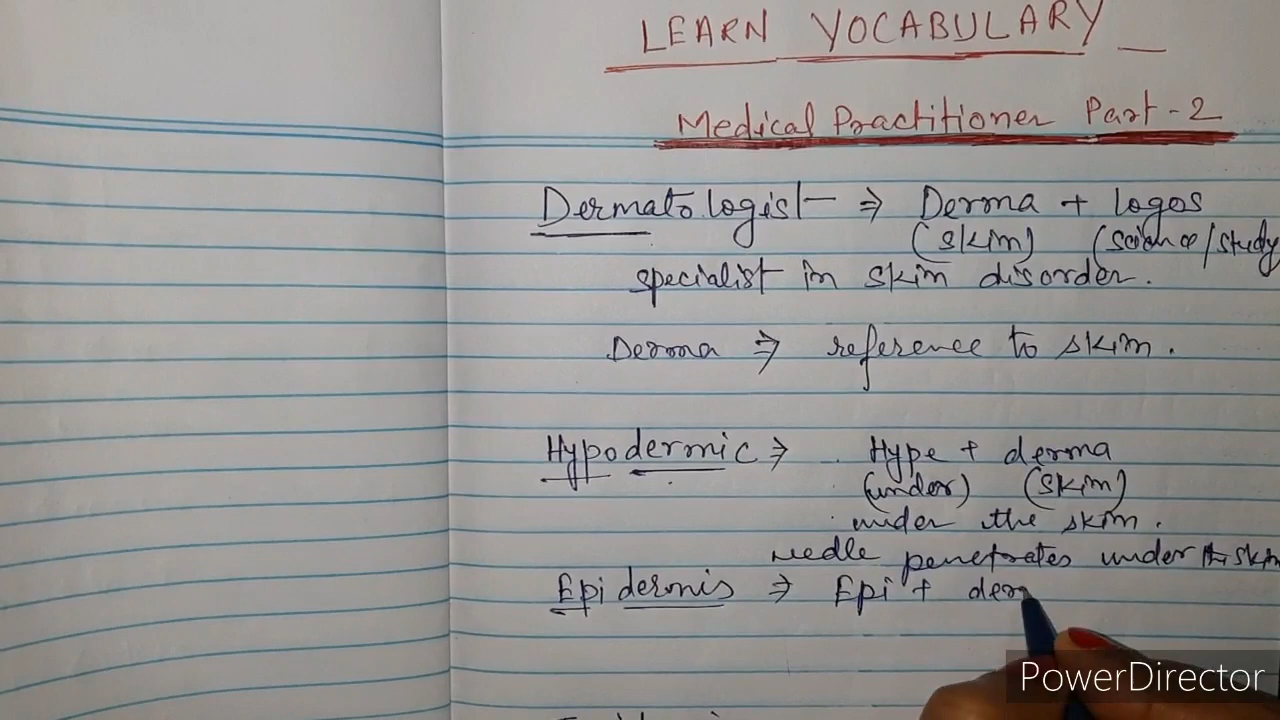 LEARN VOCABULARY
Medical Practitioner Part-2
Dermatologist ⇒ Derma + logos
(skin) (science/study
specialist in skin disorder.
Derma ⇒ reference to skin.
Hypodermic ⇒ Hype + derma
(under) (skin)
under the skin.
needle penetrates under the skin
Epidermis ⇒ Epi + der
PowerDirector